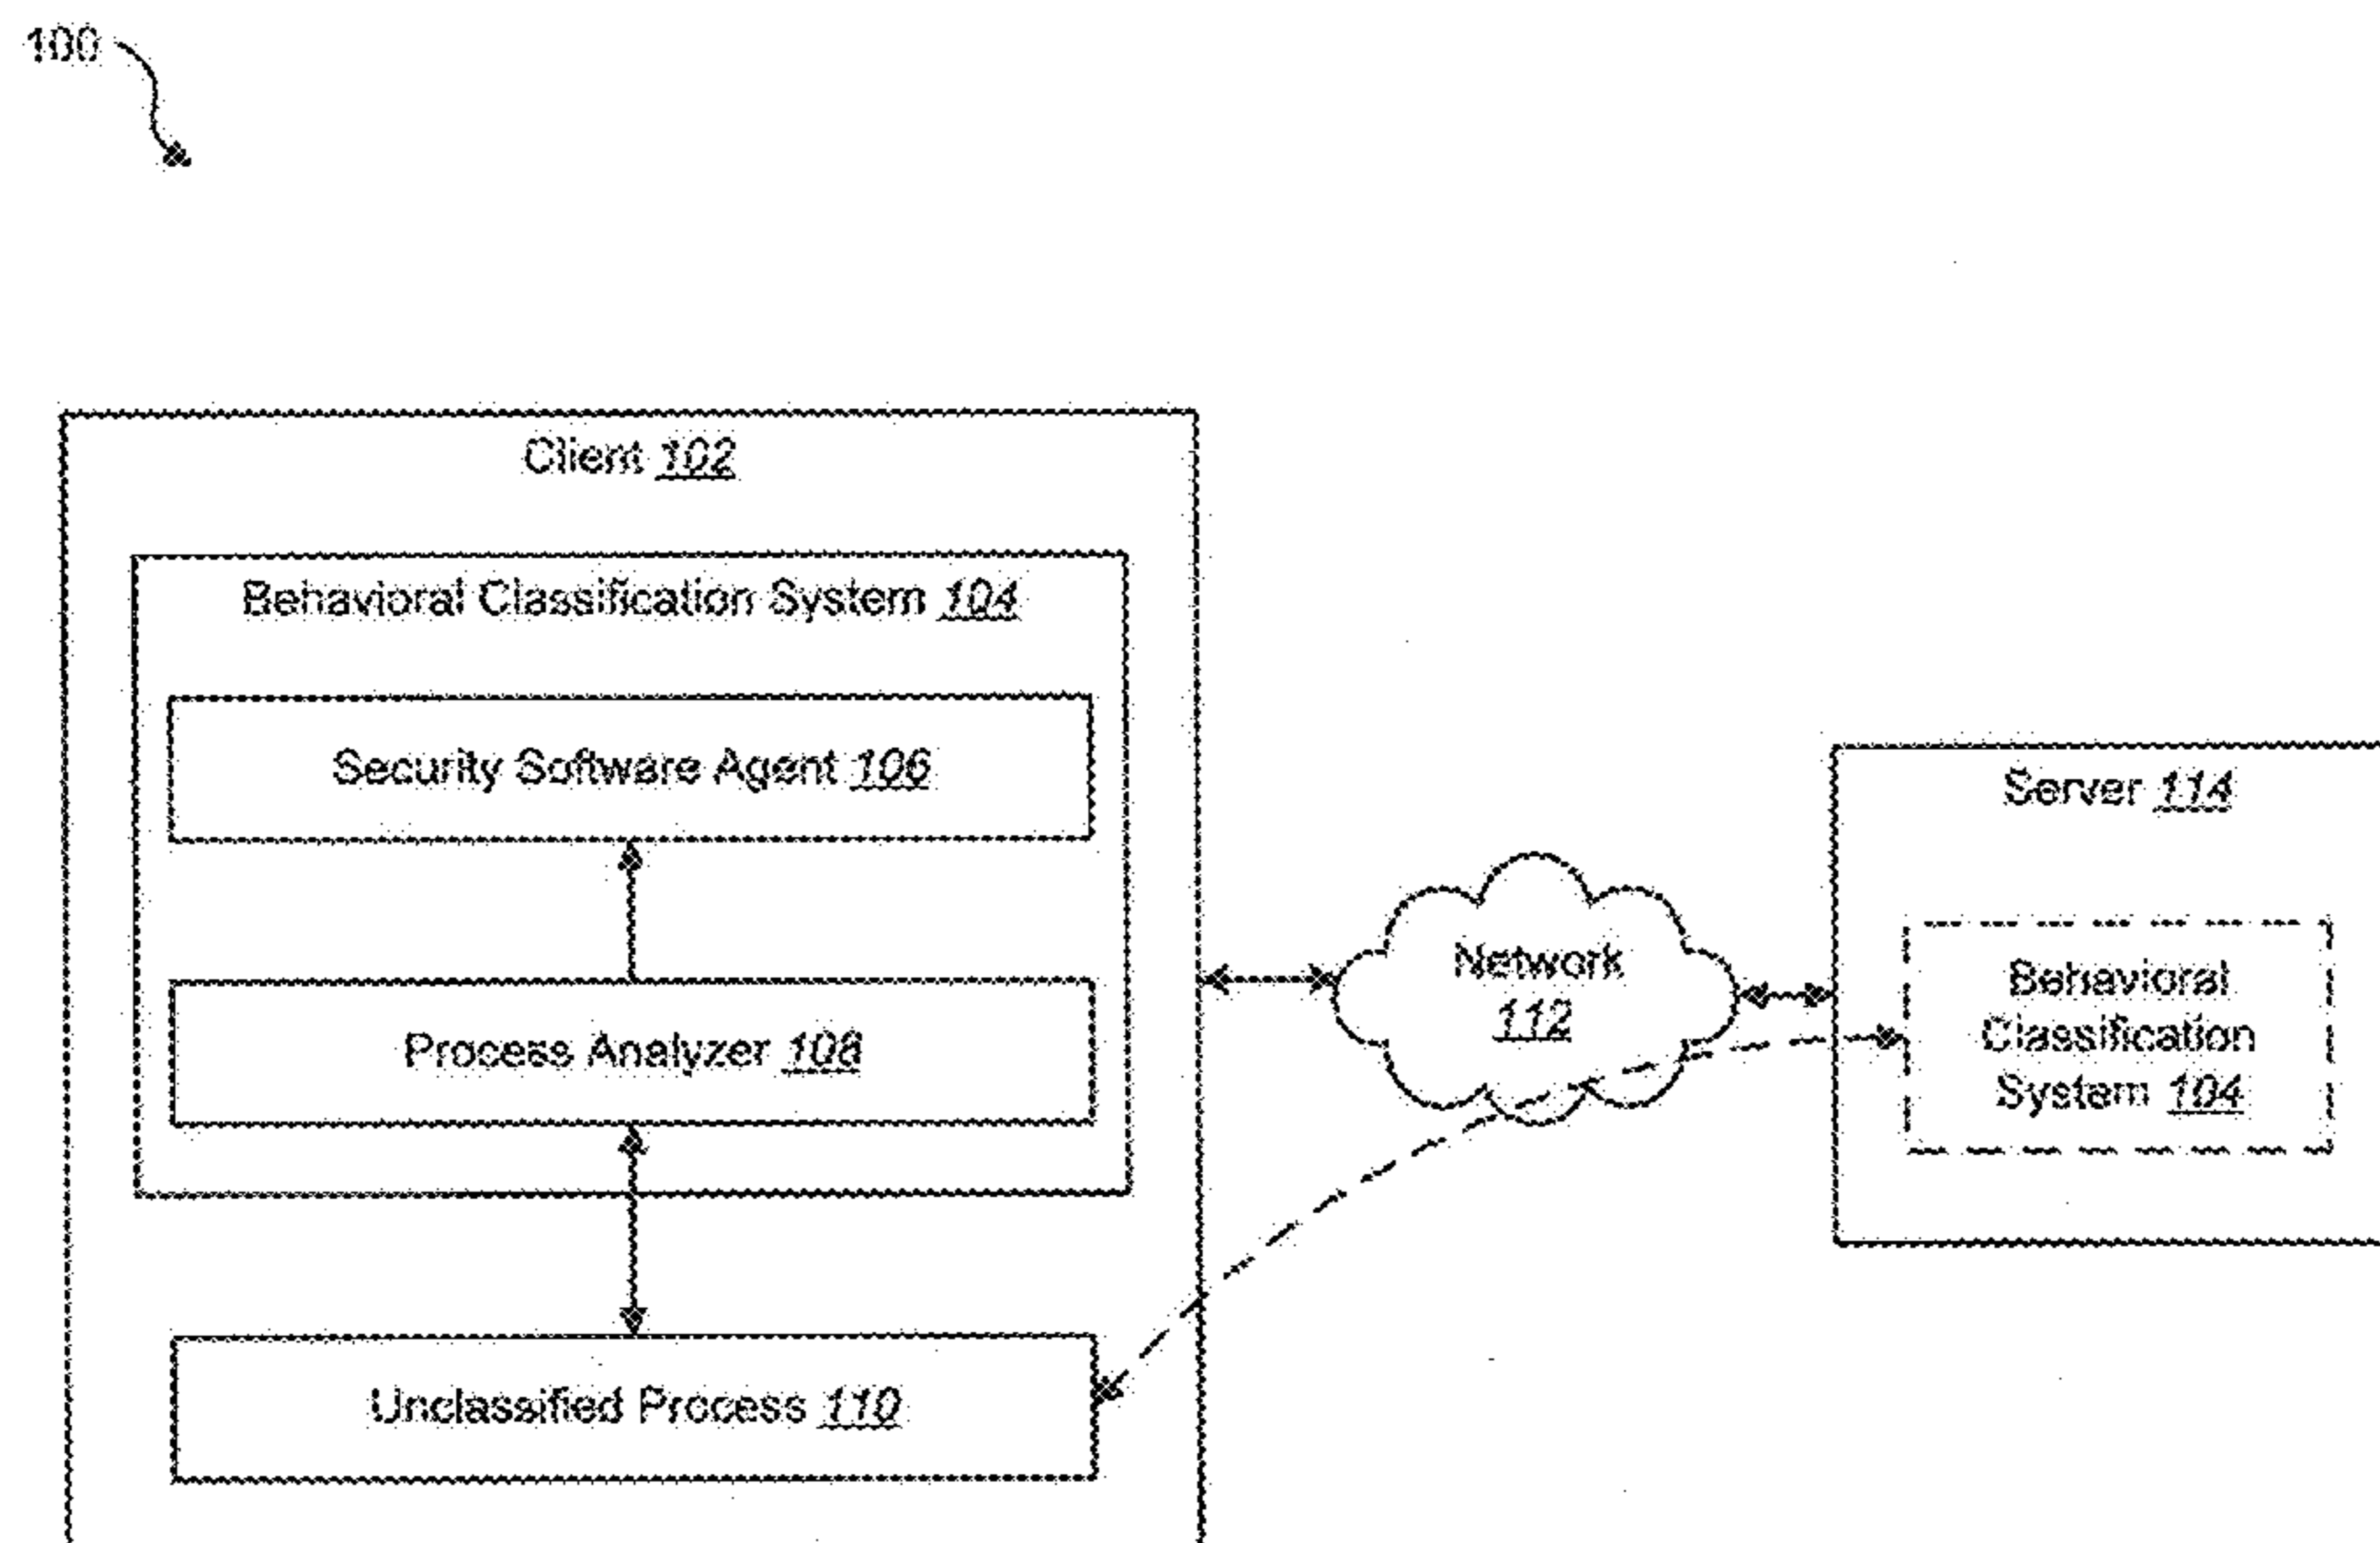 100
Client 102
Behavioral Classification System 104
Security Software Agent 106
Process Analyzer 108
Unclassified Process 110
Network
112
Server 114
Behavioral
Classification
System 104